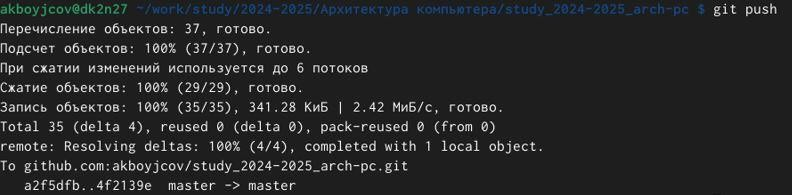 akboyjcov@dk2n27 ~/work/study/2024-2025/Архитектура компьютера/study_2024-2025_arch-pc $ git push
Перечисление объектов: 37, готово.
Подсчет объектов: 100% (37/37), готово.
При сжатии изменений используется до 6 потоков
Сжатие объектов: 100% (29/29), готово.
Запись объектов: 100% (35/35), 341.28 КиБ | 2.42 МиБ/с, готово.
Total 35 (delta 4), reused 0 (delta 0), pack-reused 0 (from 0)
remote: Resolving deltas: 100% (4/4), completed with 1 local object.
To github.com:akboyjcov/study_2024-2025_arch-pc.git
   a2f5dfb..4f2139e  master -> master